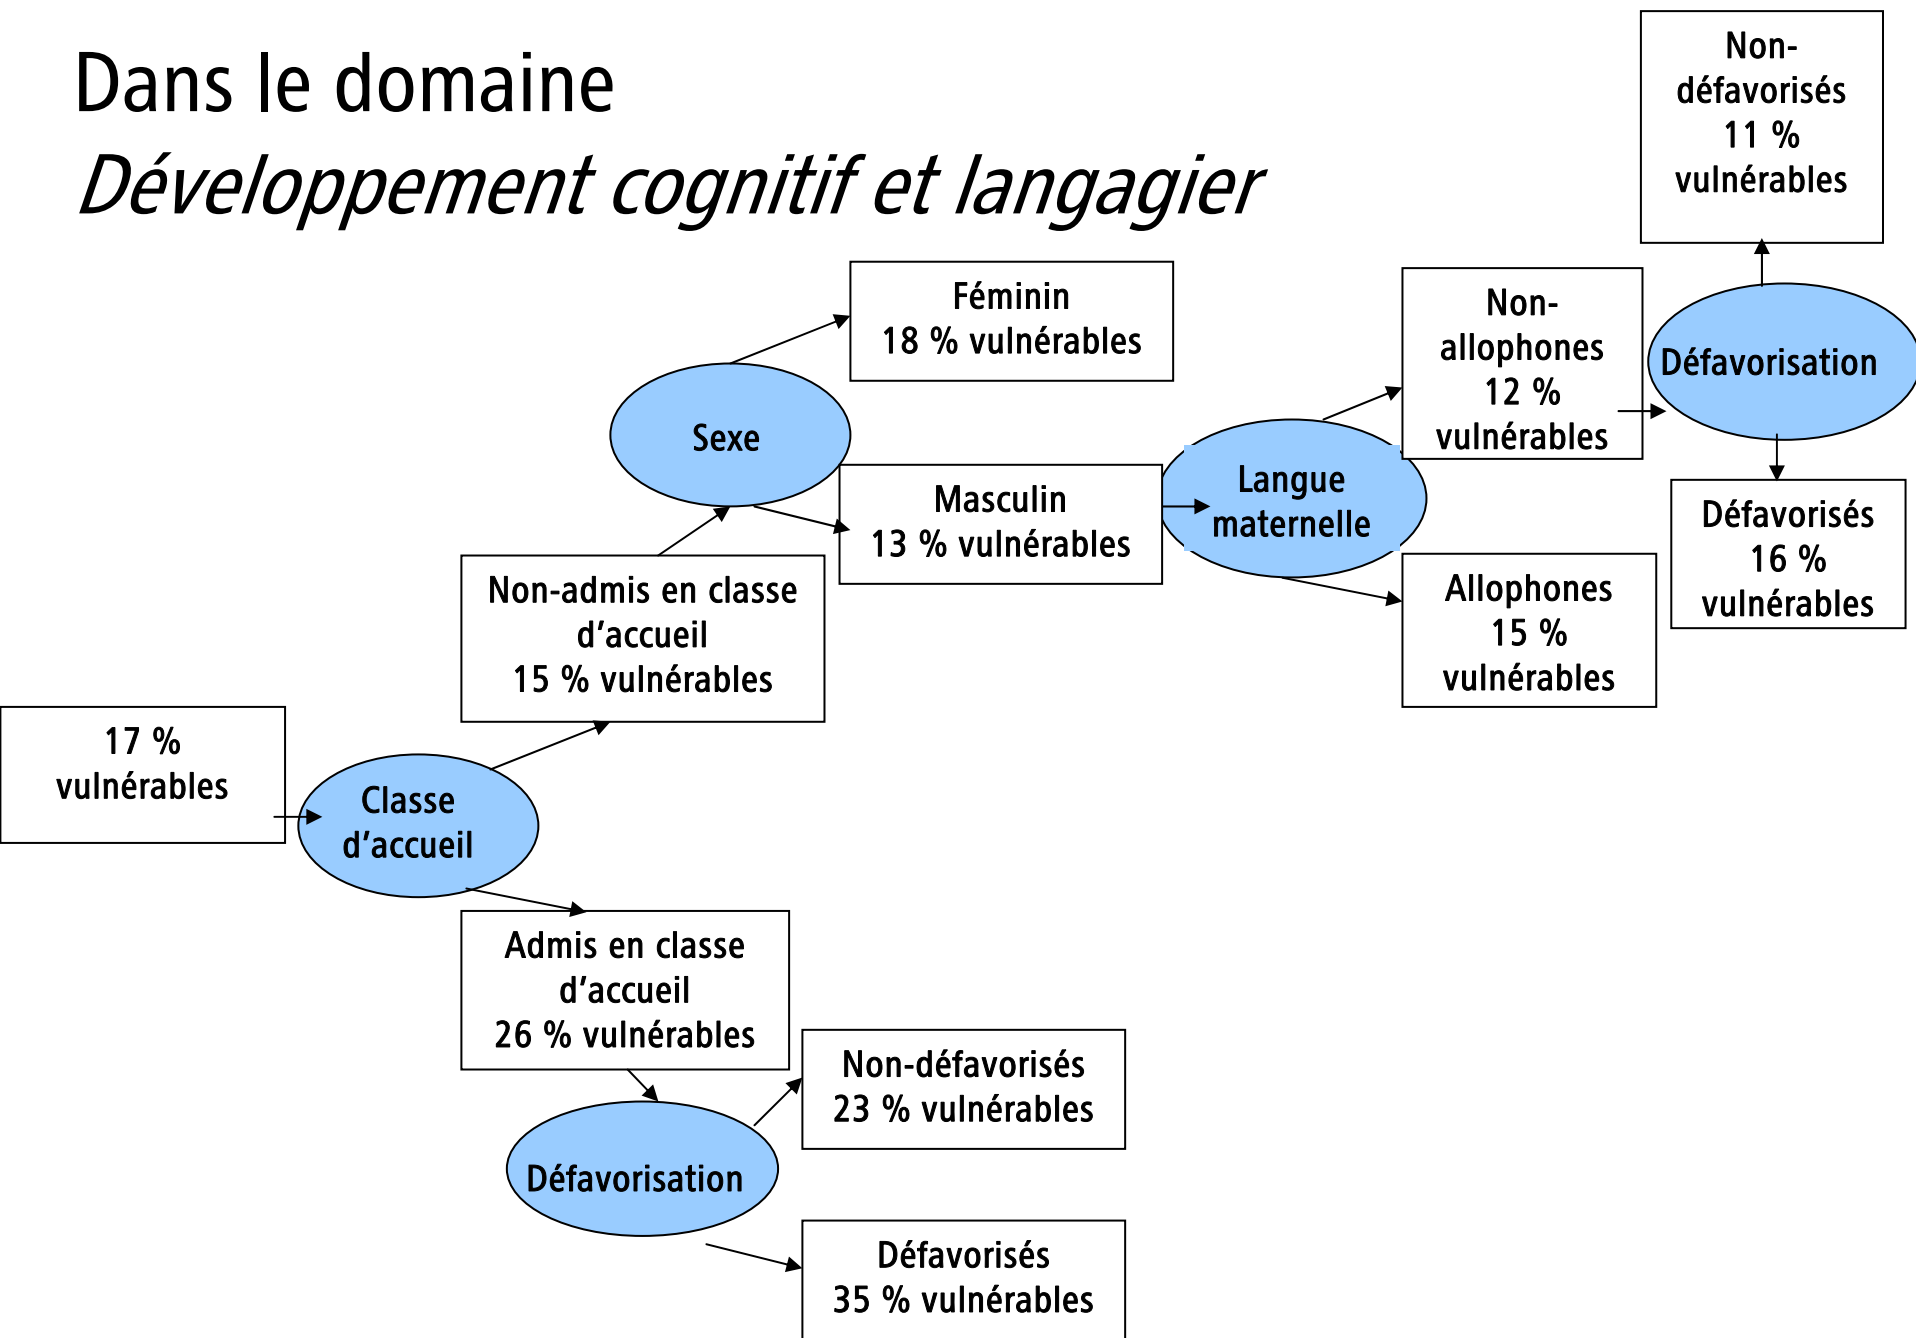 Dans le domaine
Développement cognitif et langagier
Non-
défavorisés
11 %
vulnérables
Féminin
18 % vulnérables
Non-
allophones
12 %
vulnérables
Défavorisation
Sexe
Langue
maternelle
Masculin
13 % vulnérables
Défavorisés
16 %
vulnérables
Non-admis en classe
d’accueil
15 % vulnérables
Allophones
15 %
vulnérables
17 %
vulnérables
Classe
d’accueil
Admis en classe
d’accueil
26 % vulnérables
Non-défavorisés
23 % vulnérables
Défavorisation
Défavorisés
35 % vulnérables